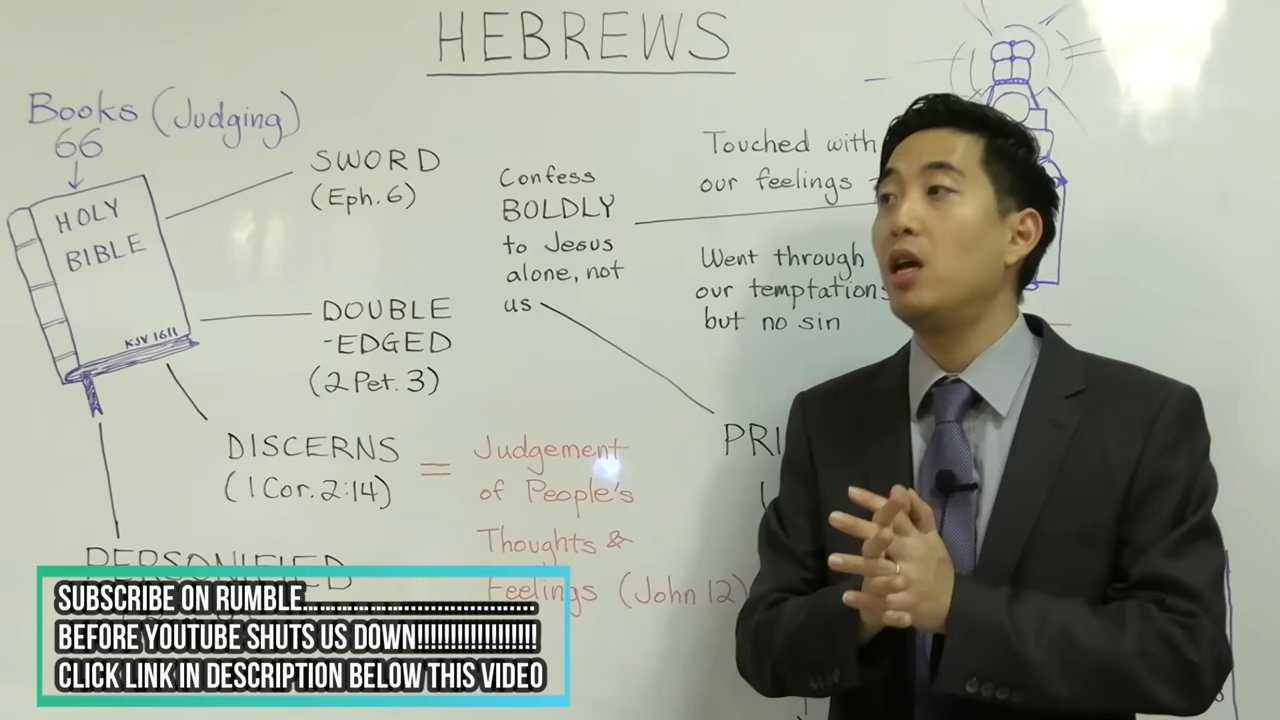 HEBREWS
Books (Judging)
66
HOLY
BIBLE
KJV 1611
SWORD
(Eph. 6)
DOUBLE
-EDGED
(2 Pet. 3)
DISCERNS
(1 Cor. 2:14)
=
Judgement
of People's
Thoughts &
Feelings (John 12)
PERSONIFIED
Confess
BOLDLY
to Jesus
alone, not
us
Touched with
our feelings
Went through
our temptations
but no sin
PRI
SUBSCRIBE ON RUMBLE................................
BEFORE YOUTUBE SHUTS US DOWN!!!!!!!!!!!!!!!!!!!
CLICK LINK IN DESCRIPTION BELOW THIS VIDEO